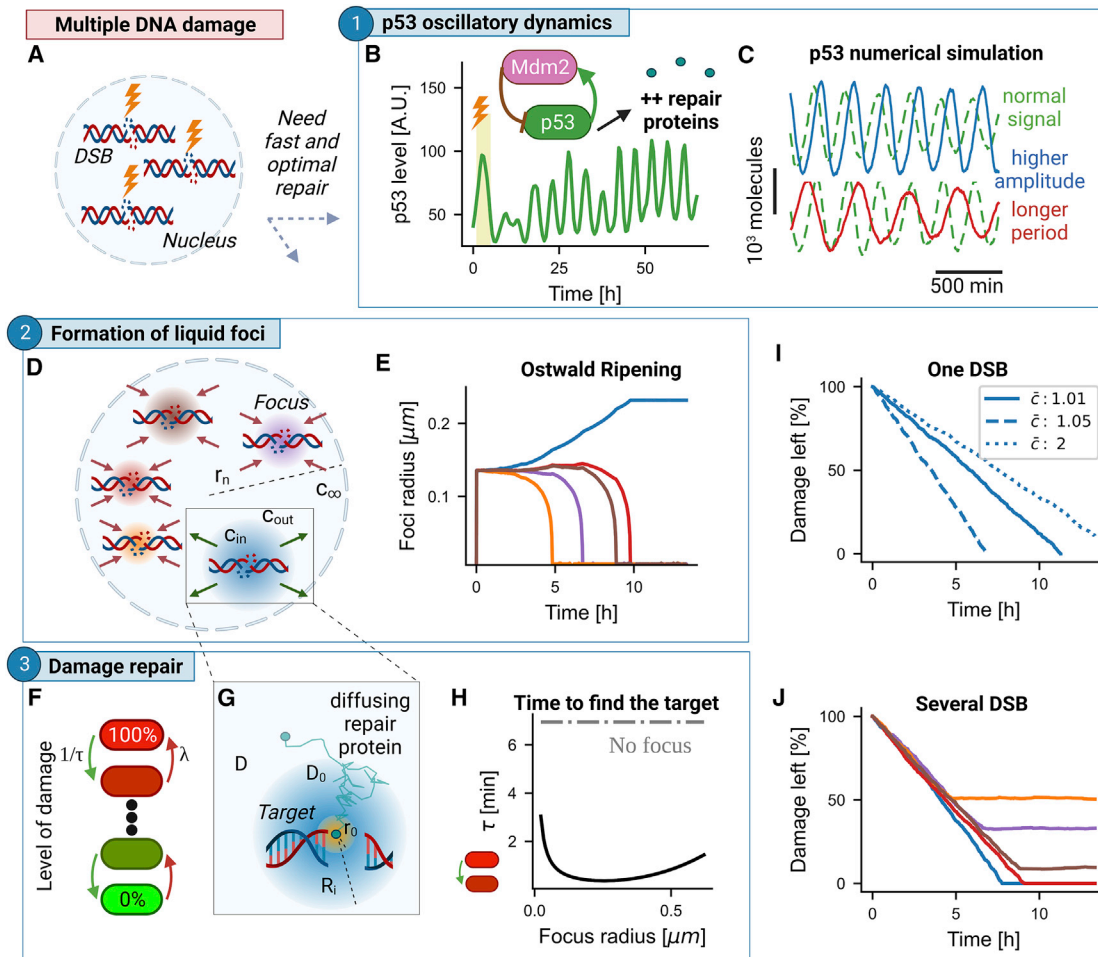 Multiple DNA damage
A
DSB
Nucleus
Need
fast and
optimal
repair
1 p53 oscillatory dynamics
B
p53 level [A.U.]
150
100
50
0
25
50
Time [h]
Mdm2
p53
++ repair
proteins
C
p53 numerical simulation
normal
signal
higher
amplitude
longer
period
10³ molecules
500 min
2 Formation of liquid foci
D
Focus
rₙ
c∞
c_out
c_in
E
Ostwald Ripening
Foci radius [μm]
0.2
0.1
0
5
10
Time [h]
I
One DSB
Damage left [%]
100
50
0
c̄ : 1.01
c̄ : 1.05
c̄ : 2
0
5
10
Time [h]
3 Damage repair
F
Level of damage
100%
1/τ
λ
0%
G
diffusing
repair
protein
D
D₀
Target
r₀
Rᵢ
H
Time to find the target
No focus
τ [min]
6
4
2
0.0
0.5
Focus radius [μm]
J
Several DSB
Damage left [%]
100
50
0
0
5
10
Time [h]